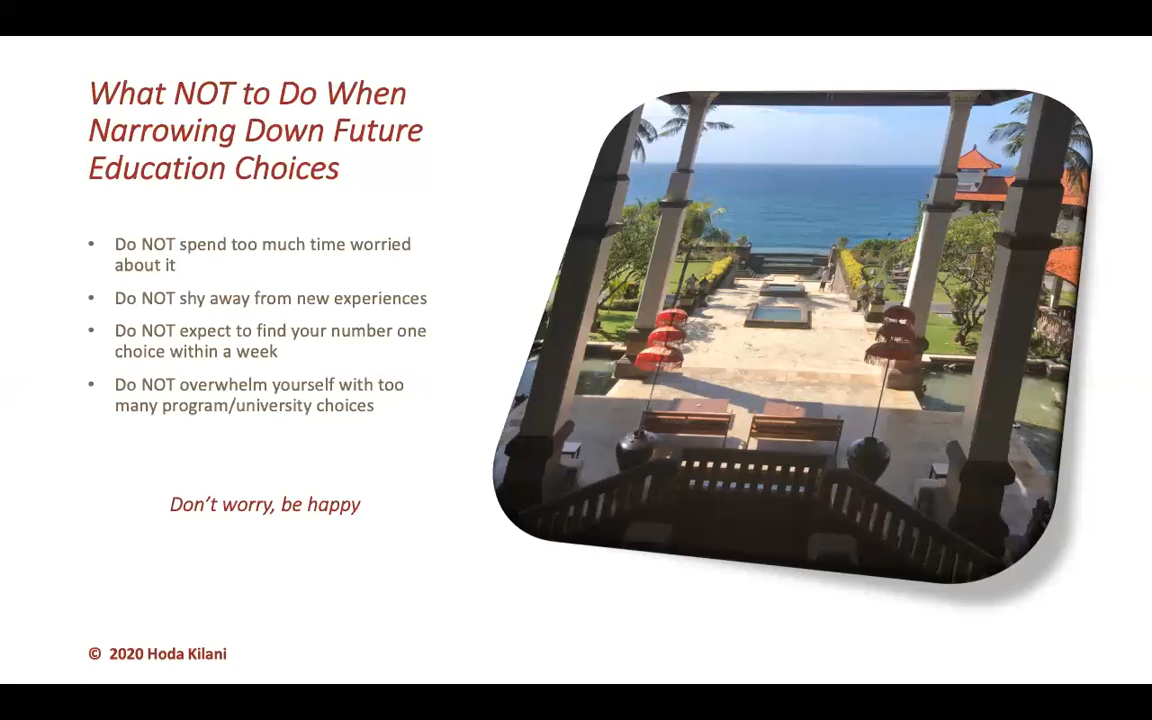 What NOT to Do When
Narrowing Down Future
Education Choices
• Do NOT spend too much time worried
about it
• Do NOT shy away from new experiences
• Do NOT expect to find your number one
choice within a week
• Do NOT overwhelm yourself with too
many program/university choices
Don’t worry, be happy
© 2020 Hoda Kilani